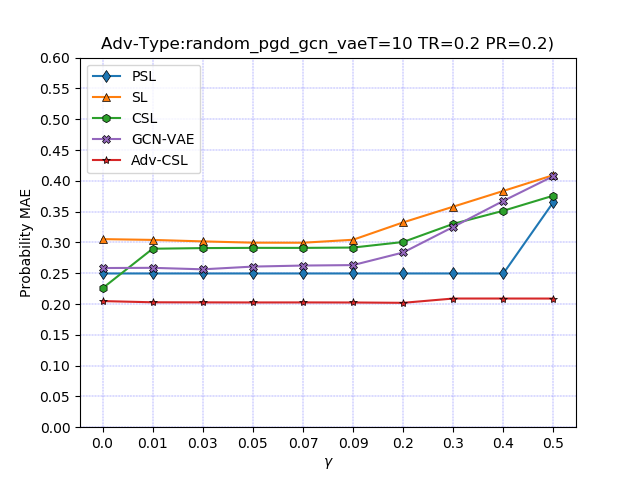 Adv-Type:random_pgd_gcn_vaeT=10 TR=0.2 PR=0.2)
PSL
SL
CSL
GCN-VAE
Adv-CSL
Probability MAE
0.60
0.55
0.50
0.45
0.40
0.35
0.30
0.25
0.20
0.15
0.10
0.05
0.00
0.0 0.01 0.03 0.05 0.07 0.09 0.2 0.3 0.4 0.5
γ